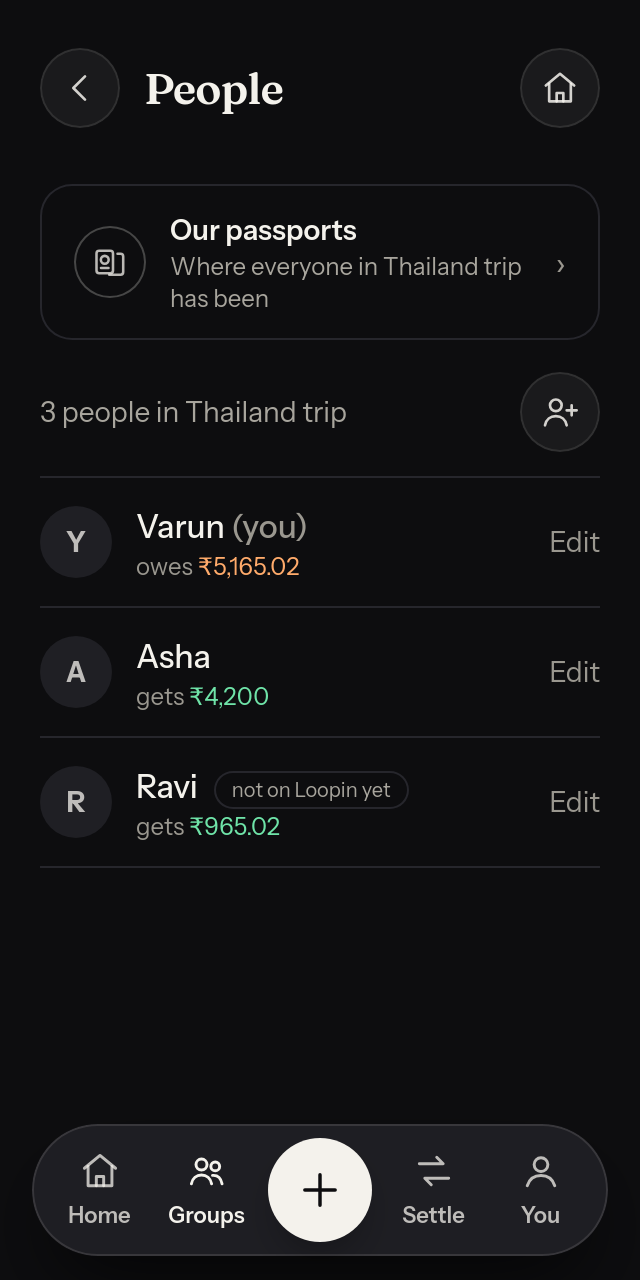 People
Our passports
Where everyone in Thailand trip
has been
›
3 people in Thailand trip
Y
Varun (you)
owes ₹5,165.02
Edit
A
Asha
gets ₹4,200
Edit
R
Ravi
not on Loopin yet
gets ₹965.02
Edit
Home
Groups
Settle
You